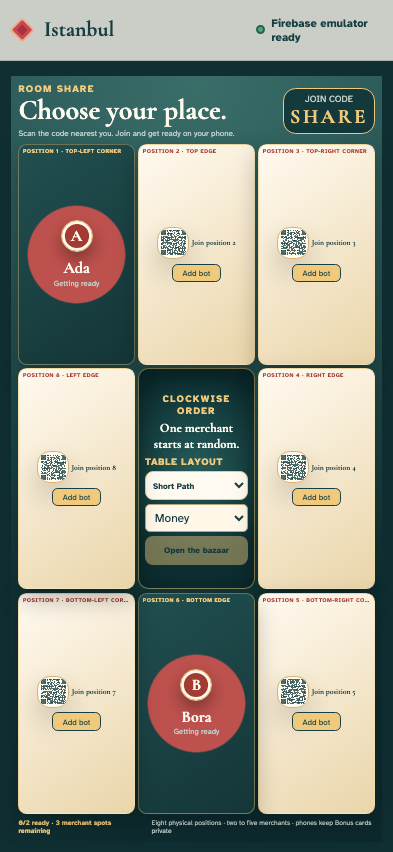 Istanbul
Firebase emulator
ready
ROOM SHARE
Choose your place.
Scan the code nearest you. Join and get ready on your phone.
JOIN CODE
SHARE
POSITION 1 · TOP-LEFT CORNER
A
Ada
Getting ready
POSITION 2 · TOP EDGE
Join position 2
Add bot
POSITION 3 · TOP-RIGHT CORNER
Join position 3
Add bot
POSITION 8 · LEFT EDGE
Join position 8
Add bot
CLOCKWISE
ORDER
One merchant
starts at random.
TABLE LAYOUT
Short Path
Money
Open the bazaar
POSITION 4 · RIGHT EDGE
Join position 4
Add bot
POSITION 7 · BOTTOM-LEFT COR...
Join position 7
Add bot
POSITION 6 · BOTTOM EDGE
B
Bora
Getting ready
POSITION 5 · BOTTOM-RIGHT CO...
Join position 5
Add bot
0/2 ready · 3 merchant spots
remaining
Eight physical positions · two to five merchants · phones keep Bonus cards
private